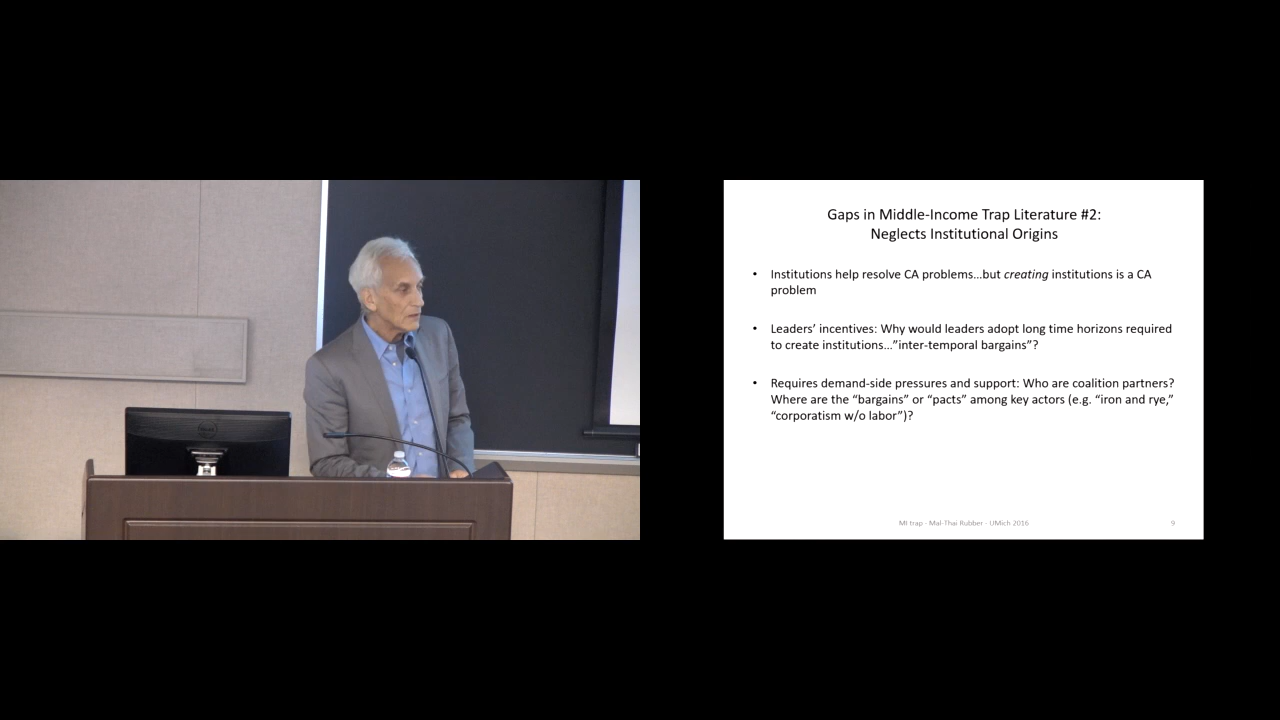 Gaps in Middle-Income Trap Literature #2:
Neglects Institutional Origins
• Institutions help resolve CA problems…but creating institutions is a CA
problem
• Leaders’ incentives: Why would leaders adopt long time horizons required
to create institutions…”inter-temporal bargains”?
• Requires demand-side pressures and support: Who are coalition partners?
Where are the “bargains” or “pacts” among key actors (e.g. “iron and rye,”
“corporatism w/o labor”)?
MI trap - Mal-Thai Rubber - UMich 2016
9